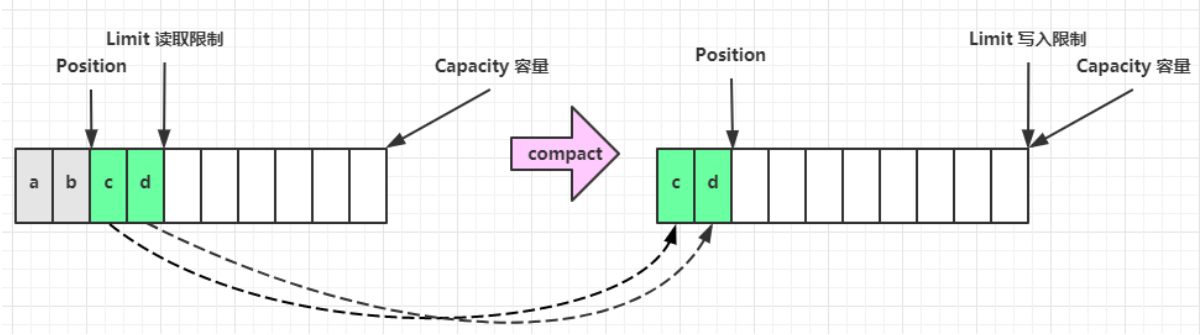 Limit 读取限制
Position
Capacity 容量
a b c d
compact
Limit 写入限制
Position
Capacity 容量
c d